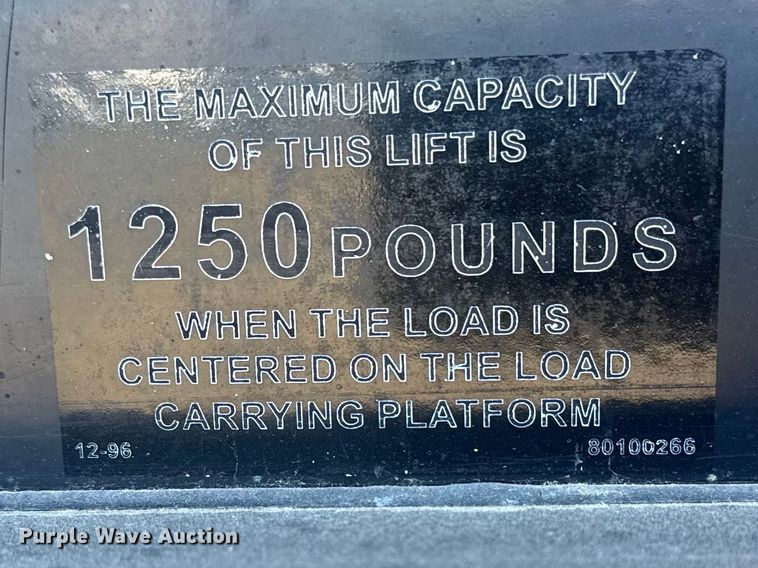 THE MAXIMUM CAPACITY
OF THIS LIFT IS
1250 POUNDS
WHEN THE LOAD IS
CENTERED ON THE LOAD
CARRYING PLATFORM
12-96 80100266
Purple Wave Auction